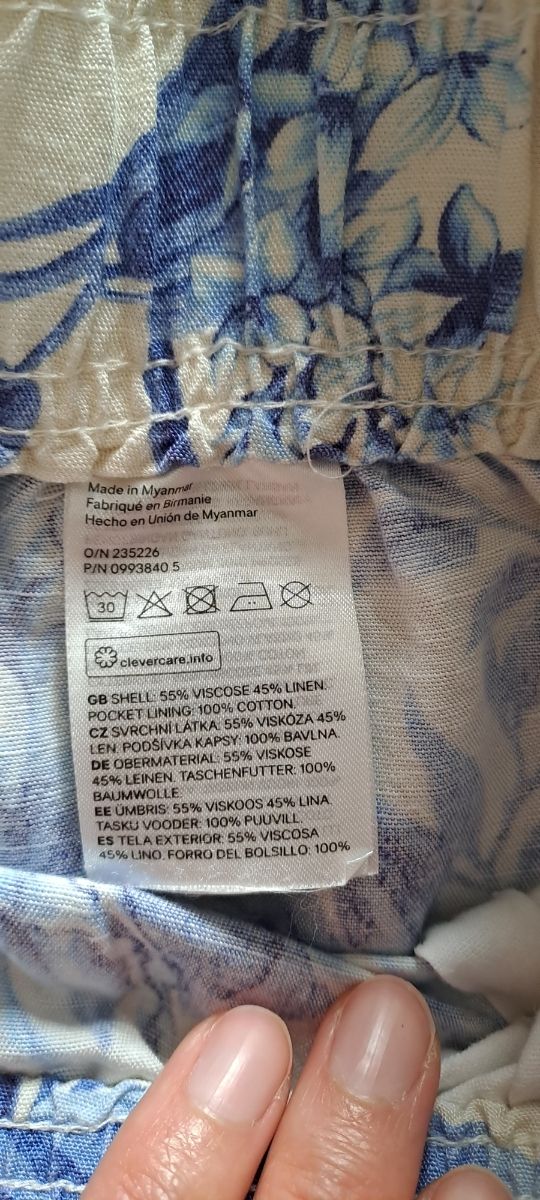 Made in Myanmar
Fabriqué en Birmanie
Hecho en Unión de Myanmar
O/N 235226
P/N 0993840 5
30
clevercare.info
GB SHELL: 55% VISCOSE 45% LINEN.
POCKET LINING: 100% COTTON.
CZ SVRCHNÍ LÁTKA: 55% VISKÓZA 45%
LEN. PODŠÍVKA KAPSY: 100% BAVLNA.
DE OBERMATERIAL: 55% VISKOSE
45% LEINEN. TASCHENFUTTER: 100%
BAUMWOLLE.
EE ÜMBRIS: 55% VISKOOS 45% LINA.
TASKU VOODER: 100% PUUVILL.
ES TELA EXTERIOR: 55% VISCOSA
45% LINO. FORRO DEL BOLSILLO: 100%